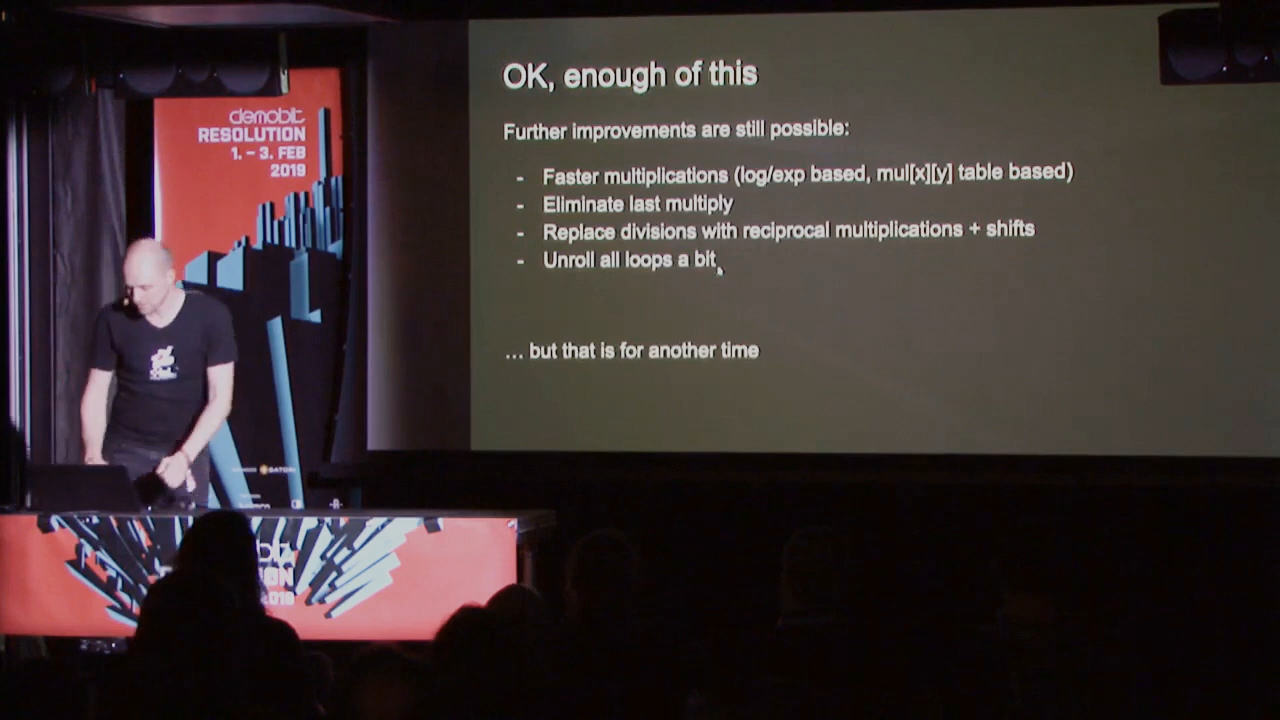 OK, enough of this
Further improvements are still possible:
- Faster multiplications (log/exp based, mul[x][y] table based)
- Eliminate last multiply
- Replace divisions with reciprocal multiplications + shifts
- Unroll all loops a bit
… but that is for another time
demobit
RESOLUTION
1. – 3. FEB
2019
SATORI